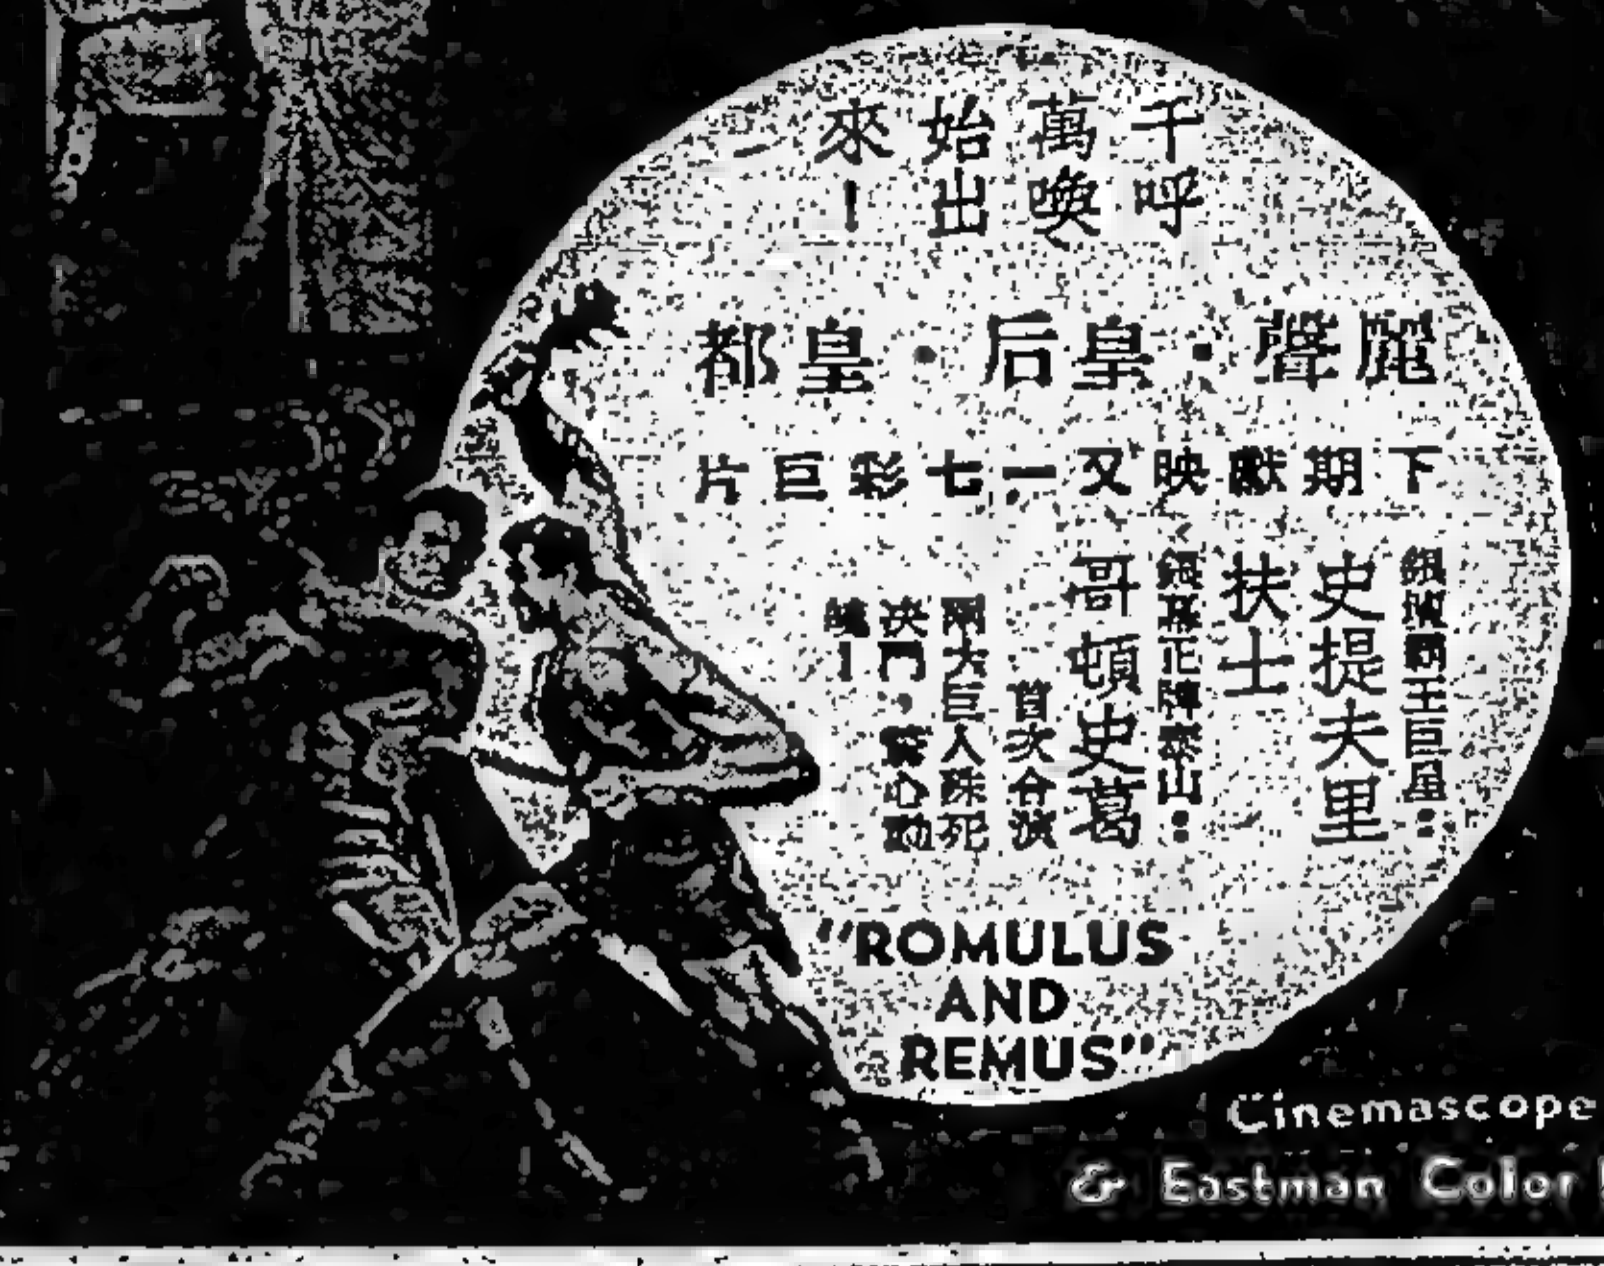 千呼
萬喚
始出
來！
麗聲・皇后・皇都
下期獻映又一七彩巨片
銀壇霸王巨星：
史提夫里
扶士
銀幕正牌泰山：
哥頓史葛
首次合演
兩大巨人殊死
決鬥，驚心動
魄！
"ROMULUS
AND
REMUS"
Cinemascope
& Eastman Color